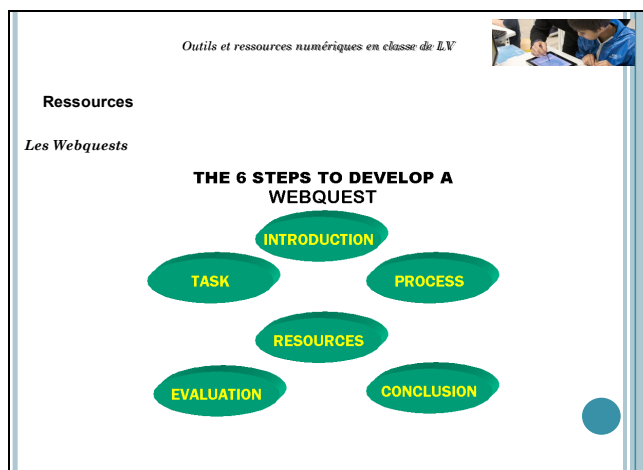 Outils et ressources numériques en classe de LV
Ressources
Les Webquests
THE 6 STEPS TO DEVELOP A
WEBQUEST
INTRODUCTION
TASK
PROCESS
RESOURCES
EVALUATION
CONCLUSION